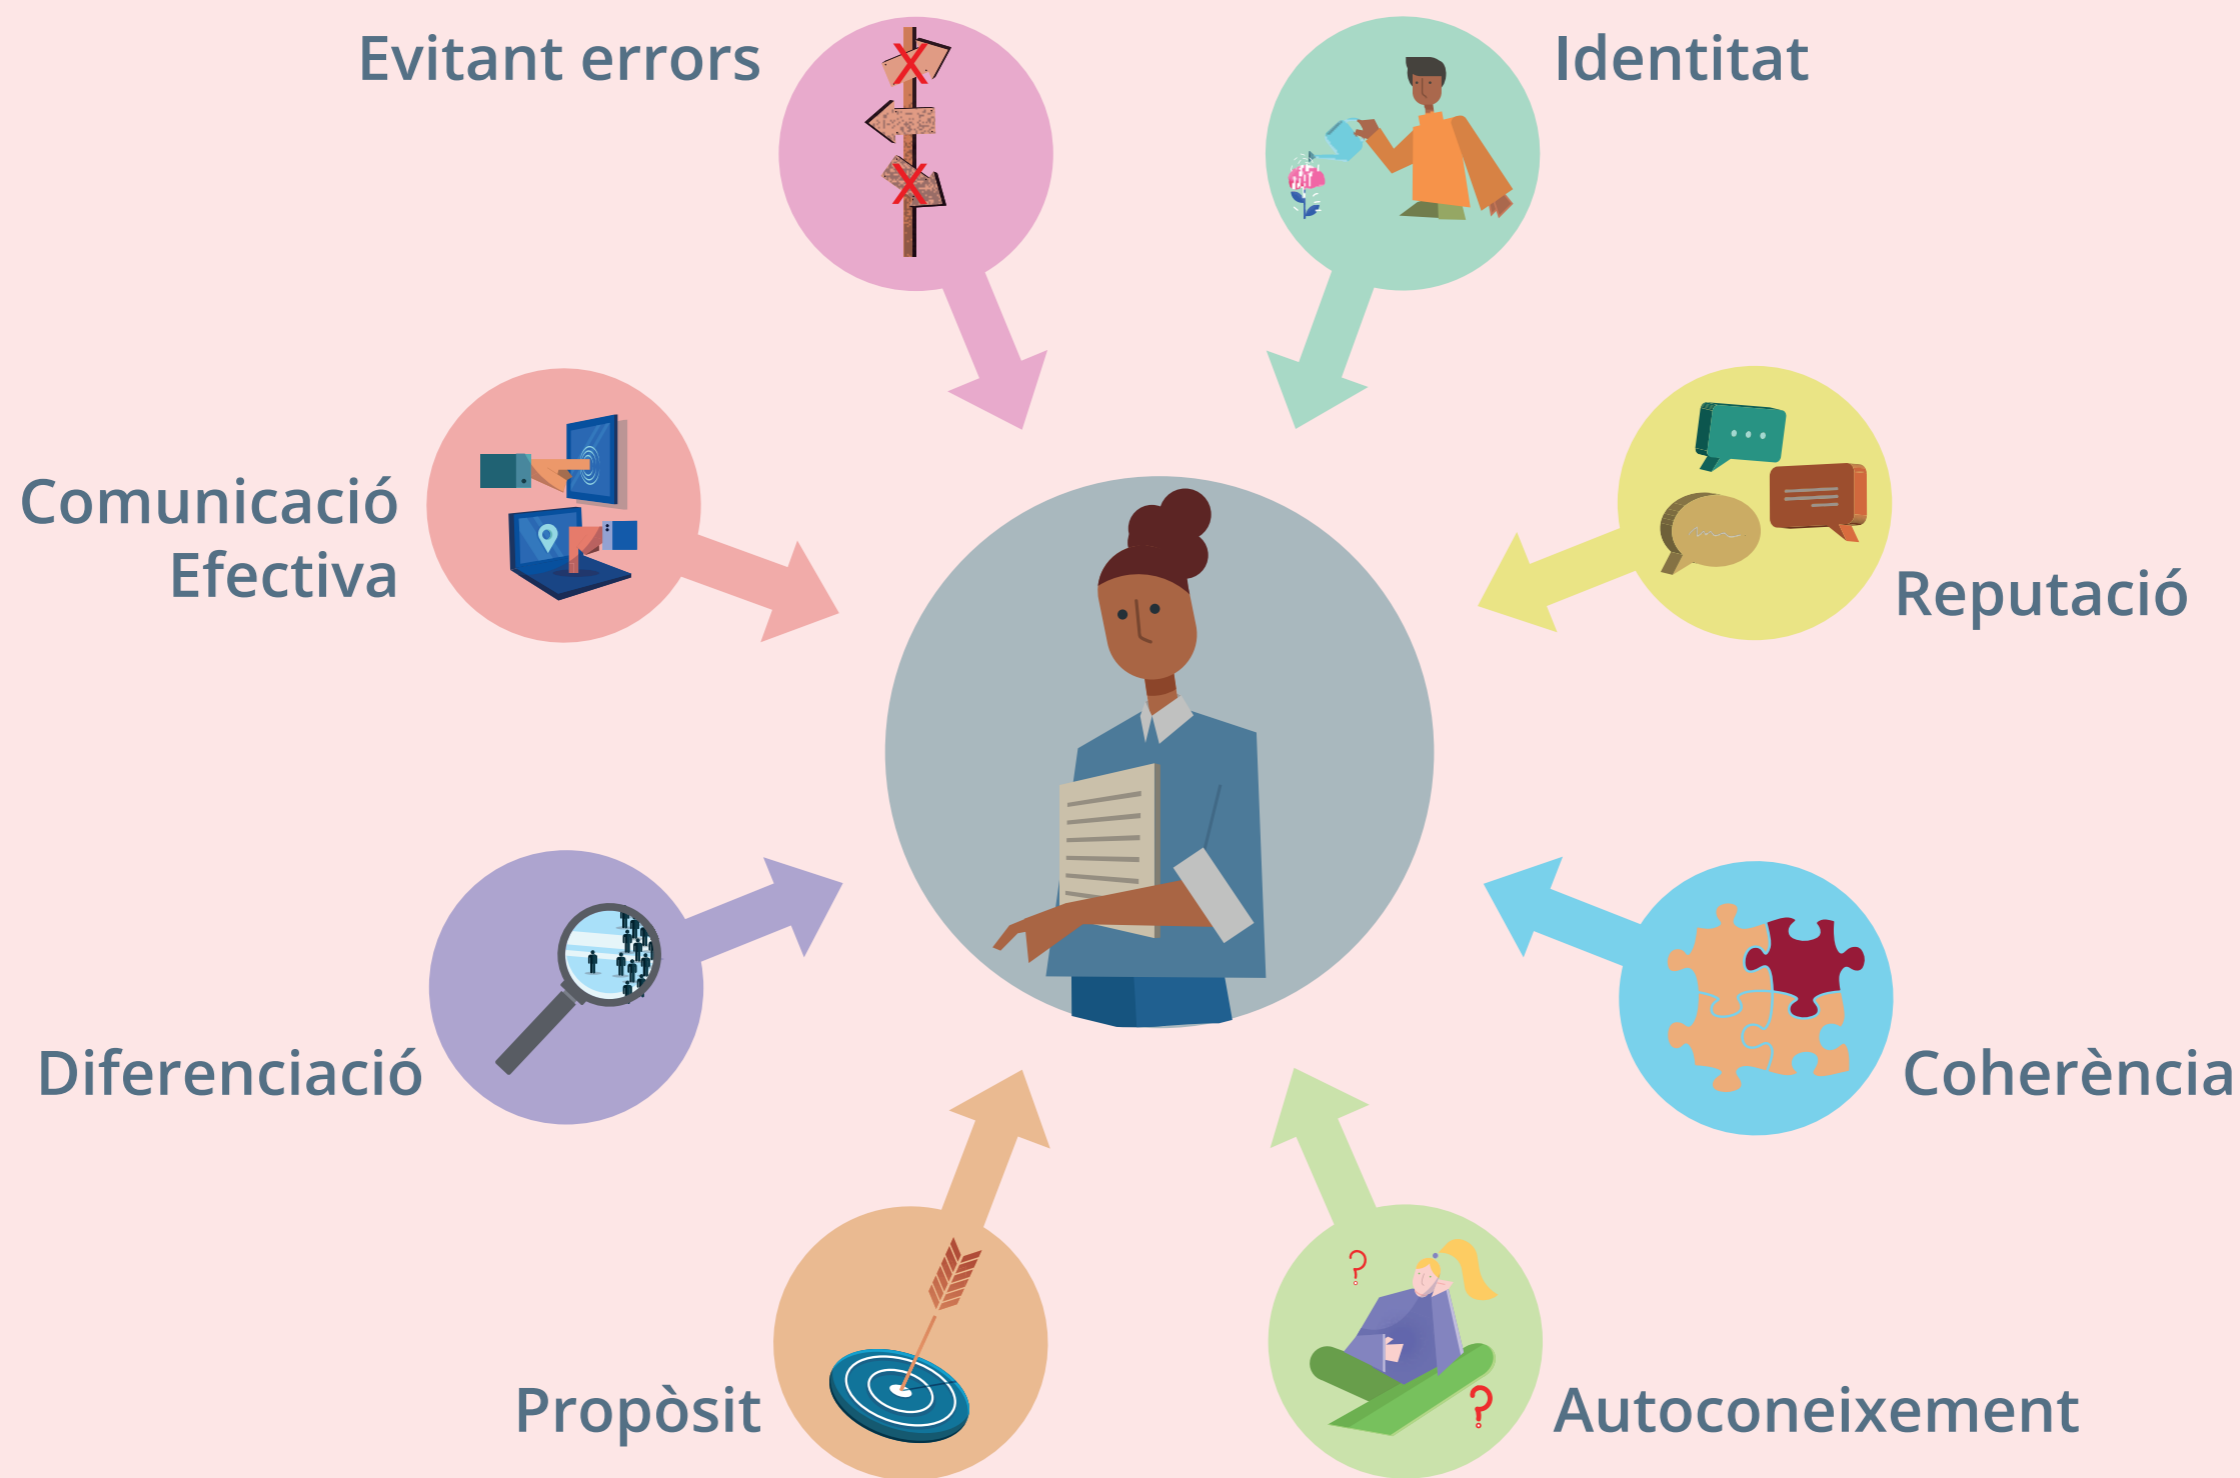 Evitant errors
Identitat
Comunicació
Efectiva
Reputació
Diferenciació
Coherència
Propòsit
Autoconeixement